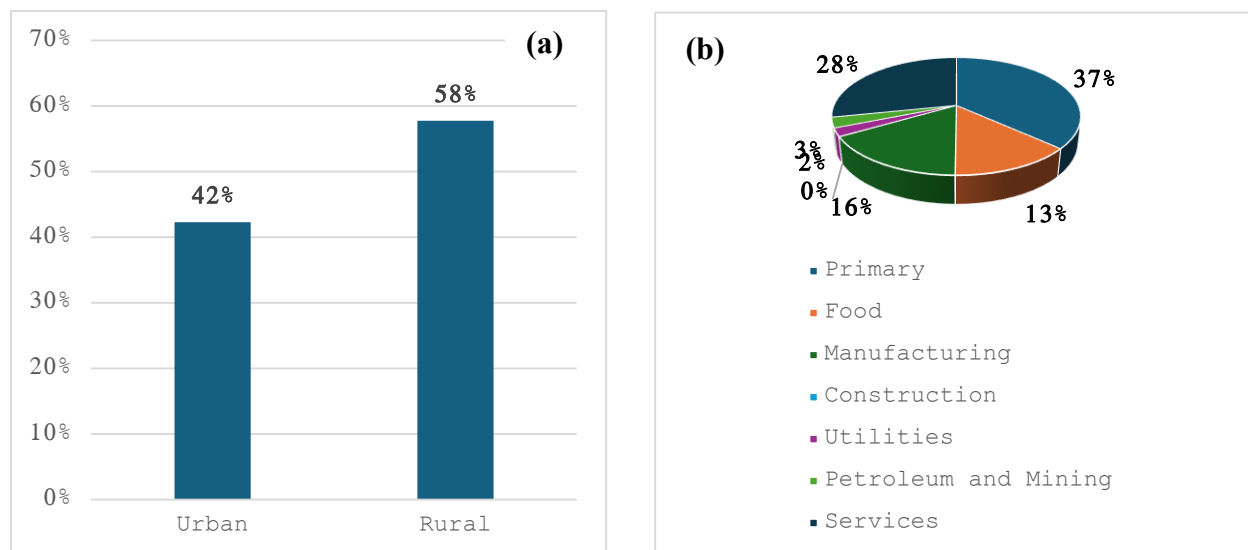 70%
(a)
60%
58%
50%
42%
40%
30%
20%
10%
0%
Urban
Rural
(b)
28%
37%
3%
2%
0%
16%
13%
Primary
Food
Manufacturing
Construction
Utilities
Petroleum and Mining
Services